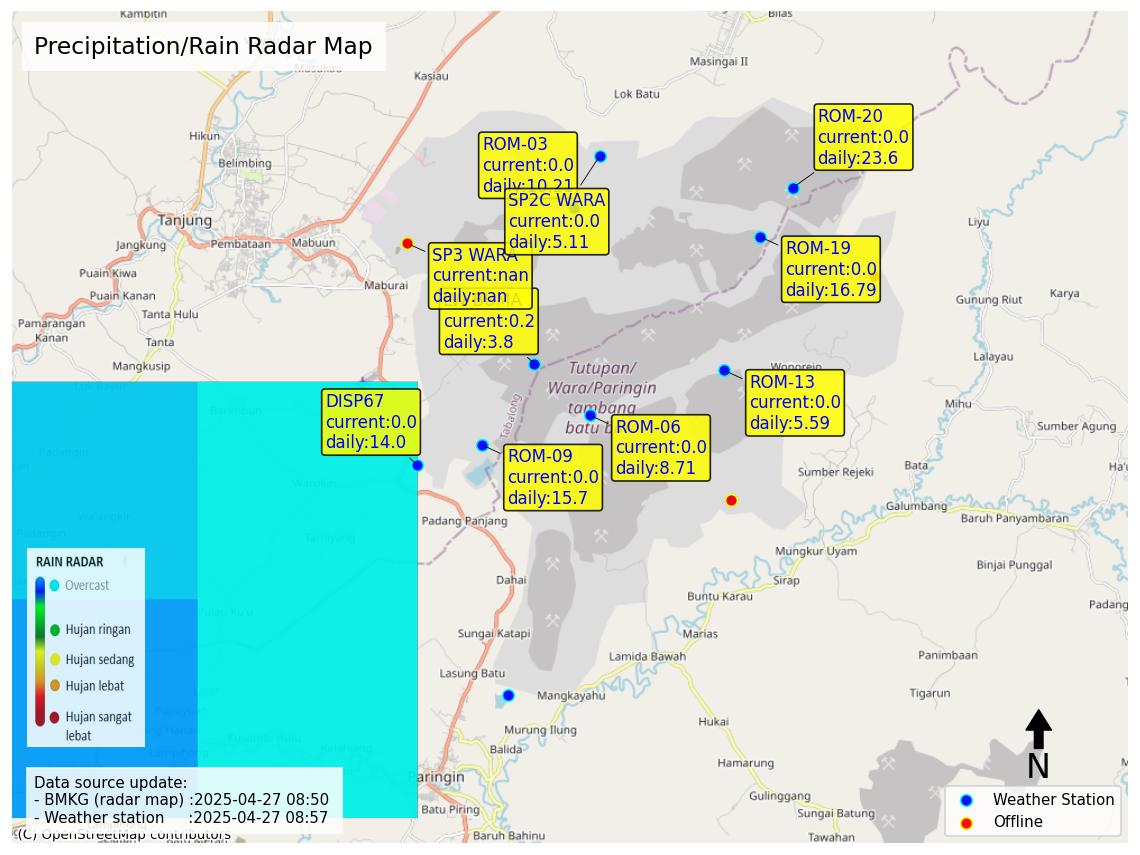 Precipitation/Rain Radar Map
Kambitin
Bilas
Masingai II
Kasiau
Lok Batu
Hikun
Belimbing
Tanjung
Jangkung
Pembataan
Mabuun
Puain Kiwa
Maburai
Puain Kanan
Tanta Hulu
Pamarangan
Kanan
Tanta
Mangkusip
ROM-03
current:0.0
daily:10.21
SP2C WARA
current:0.0
daily:5.11
SP3 WARA
current:nan
daily:nan
current:0.2
daily:3.8
ROM-20
current:0.0
daily:23.6
ROM-19
current:0.0
daily:16.79
Liyu
Gunung Riut
Karya
Lalayau
Mihu
Sumber Agung
Wonorejo
Tutupan/
Wara/Paringin
tambang
batu b
Tabalong
DISP67
current:0.0
daily:14.0
ROM-09
current:0.0
daily:15.7
ROM-06
current:0.0
daily:8.71
ROM-13
current:0.0
daily:5.59
Sumber Rejeki
Bata
Ha'u
Galumbang
Baruh Panyambaran
Padang Panjang
Mungkur Uyam
Binjai Punggal
Dahai
Sirap
Buntu Karau
Padang
Sungai Katapi
Marias
Lamida Bawah
Panimbaan
Lasung Batu
Mangkayahu
Tigarun
Murung Ilung
Hukai
Balida
Hamarung
Paringin
Gulinggang
Batu Piring
Sungai Batung
Baruh Bahinu
Tawahan
RAIN RADAR
Overcast
Hujan ringan
Hujan sedang
Hujan lebat
Hujan sangat
lebat
Data source update:
- BMKG (radar map) :2025-04-27 08:50
- Weather station :2025-04-27 08:57
(C) OpenStreetMap contributors
N
Weather Station
Offline